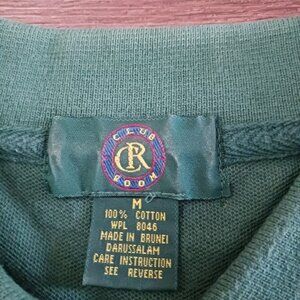 CLUB
CR
ROOM
M
100% COTTON
WPL 8046
MADE IN BRUNEI
DARUSSALAM
CARE INSTRUCTION
SEE REVERSE